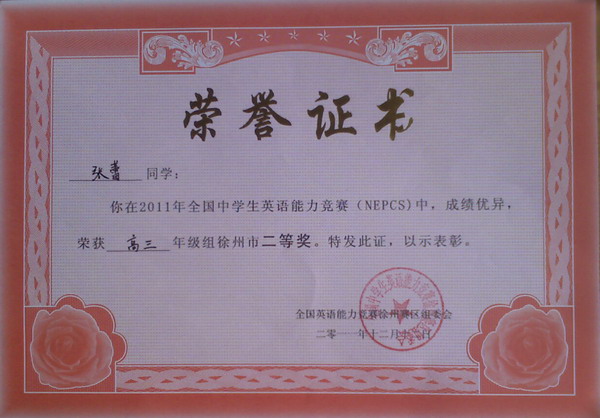 荣誉证书
张蕾 同学：
你在2011年全国中学生英语能力竞赛（NEPCS)中，成绩优异，
荣获 高三 年级组徐州市二等奖。特发此证，以示表彰。
全国英语能力竞赛徐州赛区组委会
二零一一年十二月